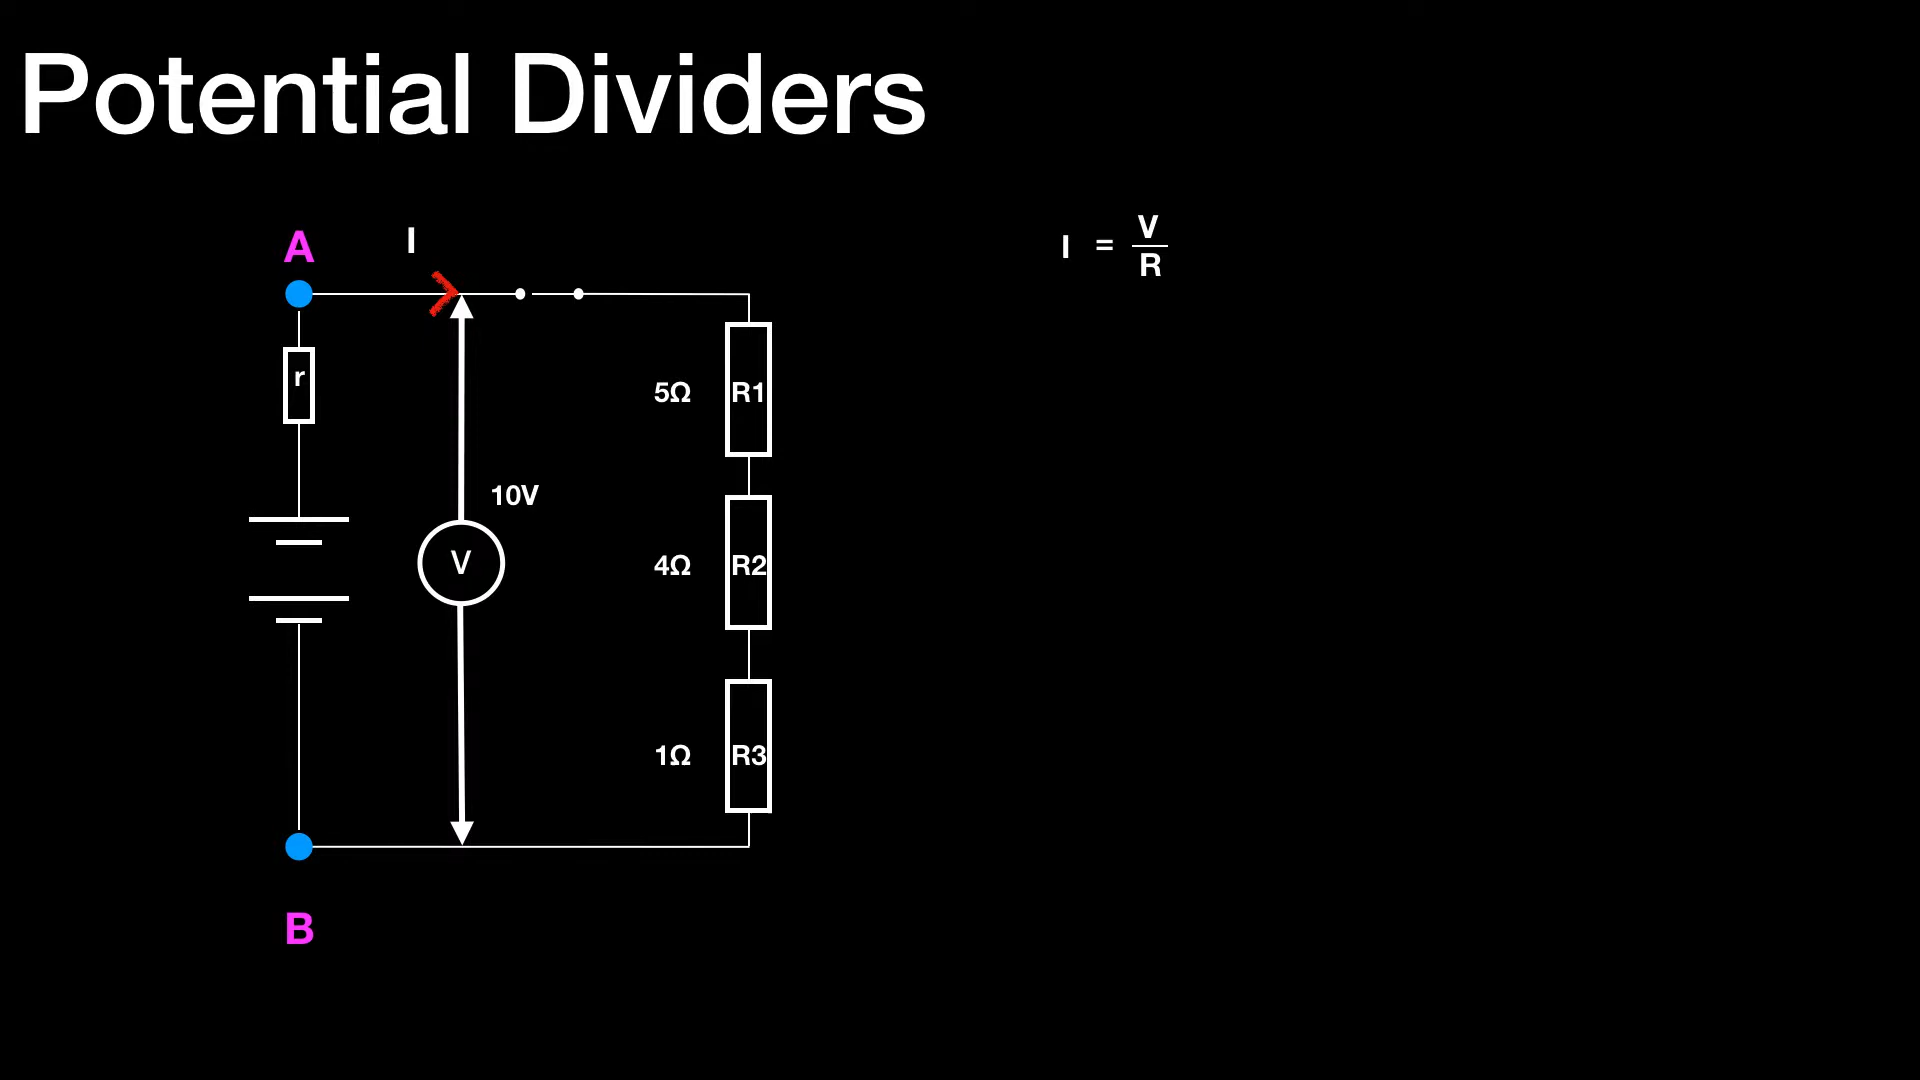 Potential Dividers
A
I
I = V
R
r
5Ω
R1
10V
V
4Ω
R2
1Ω
R3
B